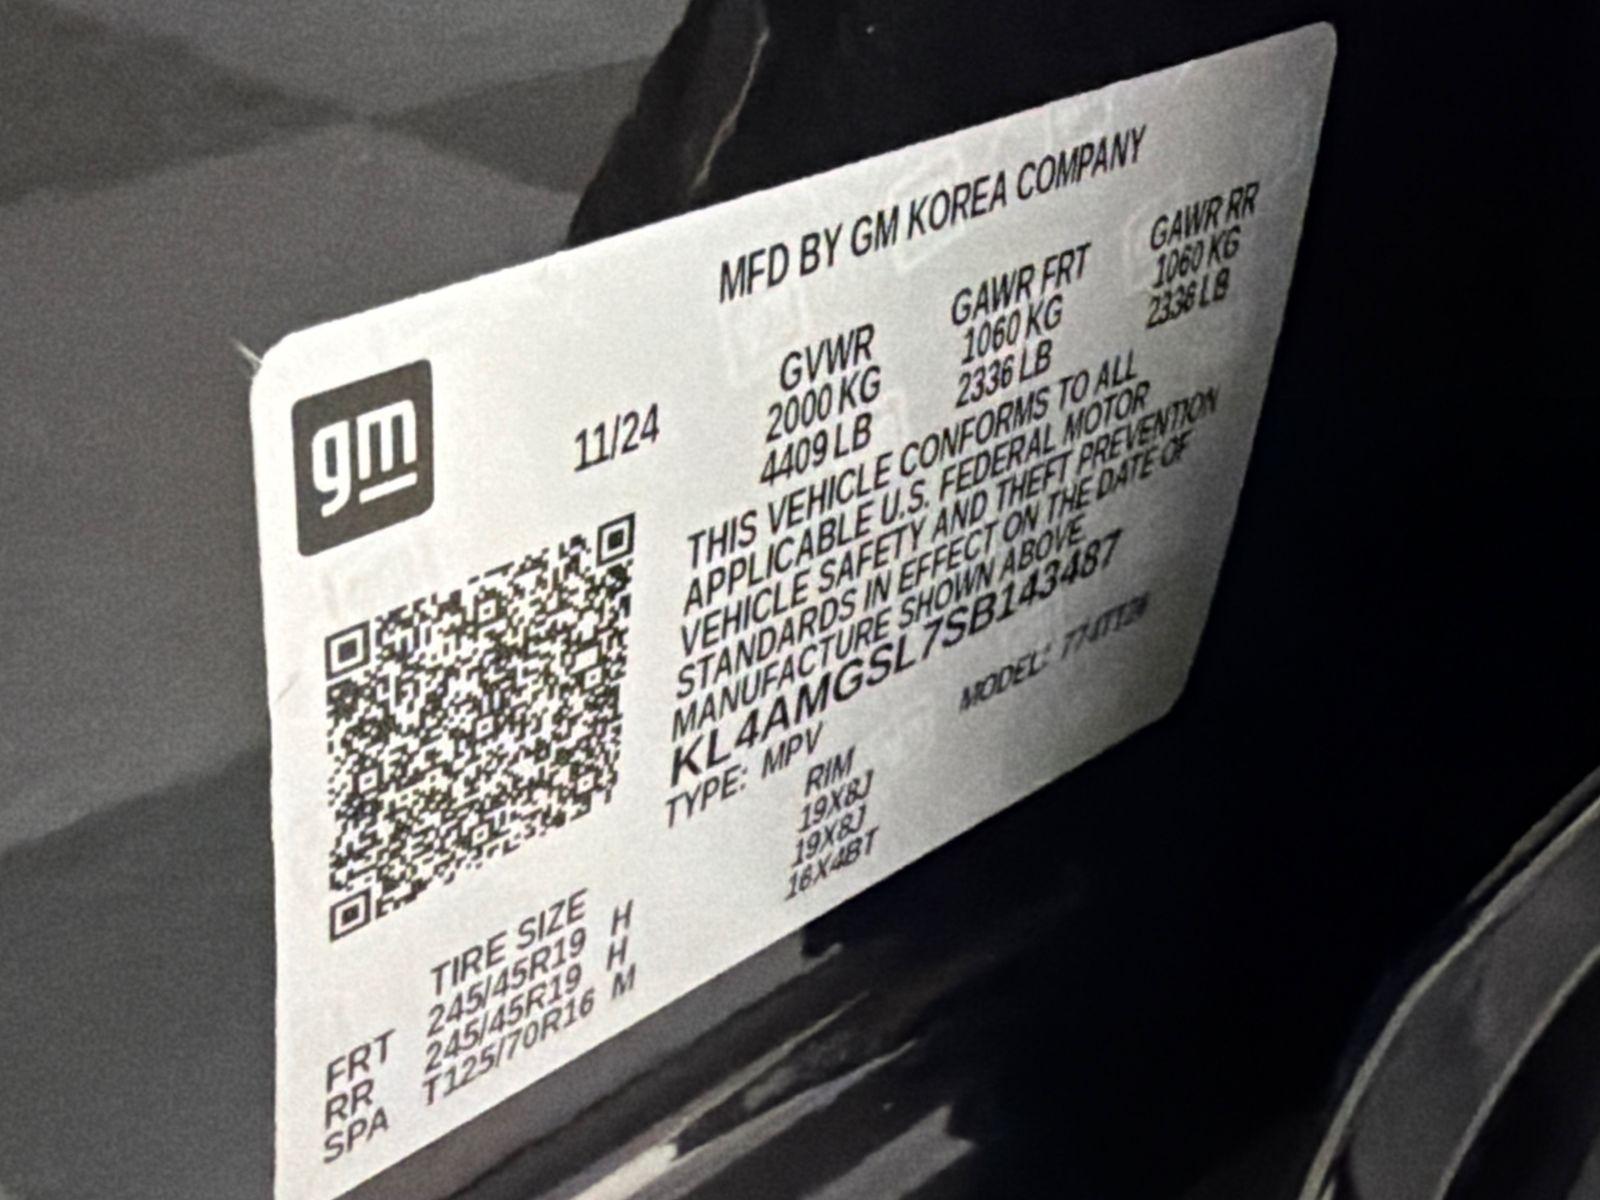 MFD BY GM KOREA COMPANY
gm
11/24
GVWR GAWR FRT GAWR RR
2000 KG 1060 KG 1060 KG
4409 LB 2336 LB 2336 LB
THIS VEHICLE CONFORMS TO ALL
APPLICABLE U.S. FEDERAL MOTOR
VEHICLE SAFETY AND THEFT PREVENTION
STANDARDS IN EFFECT ON THE DATE OF
MANUFACTURE SHOWN ABOVE.
KL4AMGSL7SB143487
TYPE: MPV MODEL:
TIRE SIZE RIM
FRT 245/45R19 H 19X8J
RR 245/45R19 H 19X8J
SPA T125/70R16 M 16X4BT